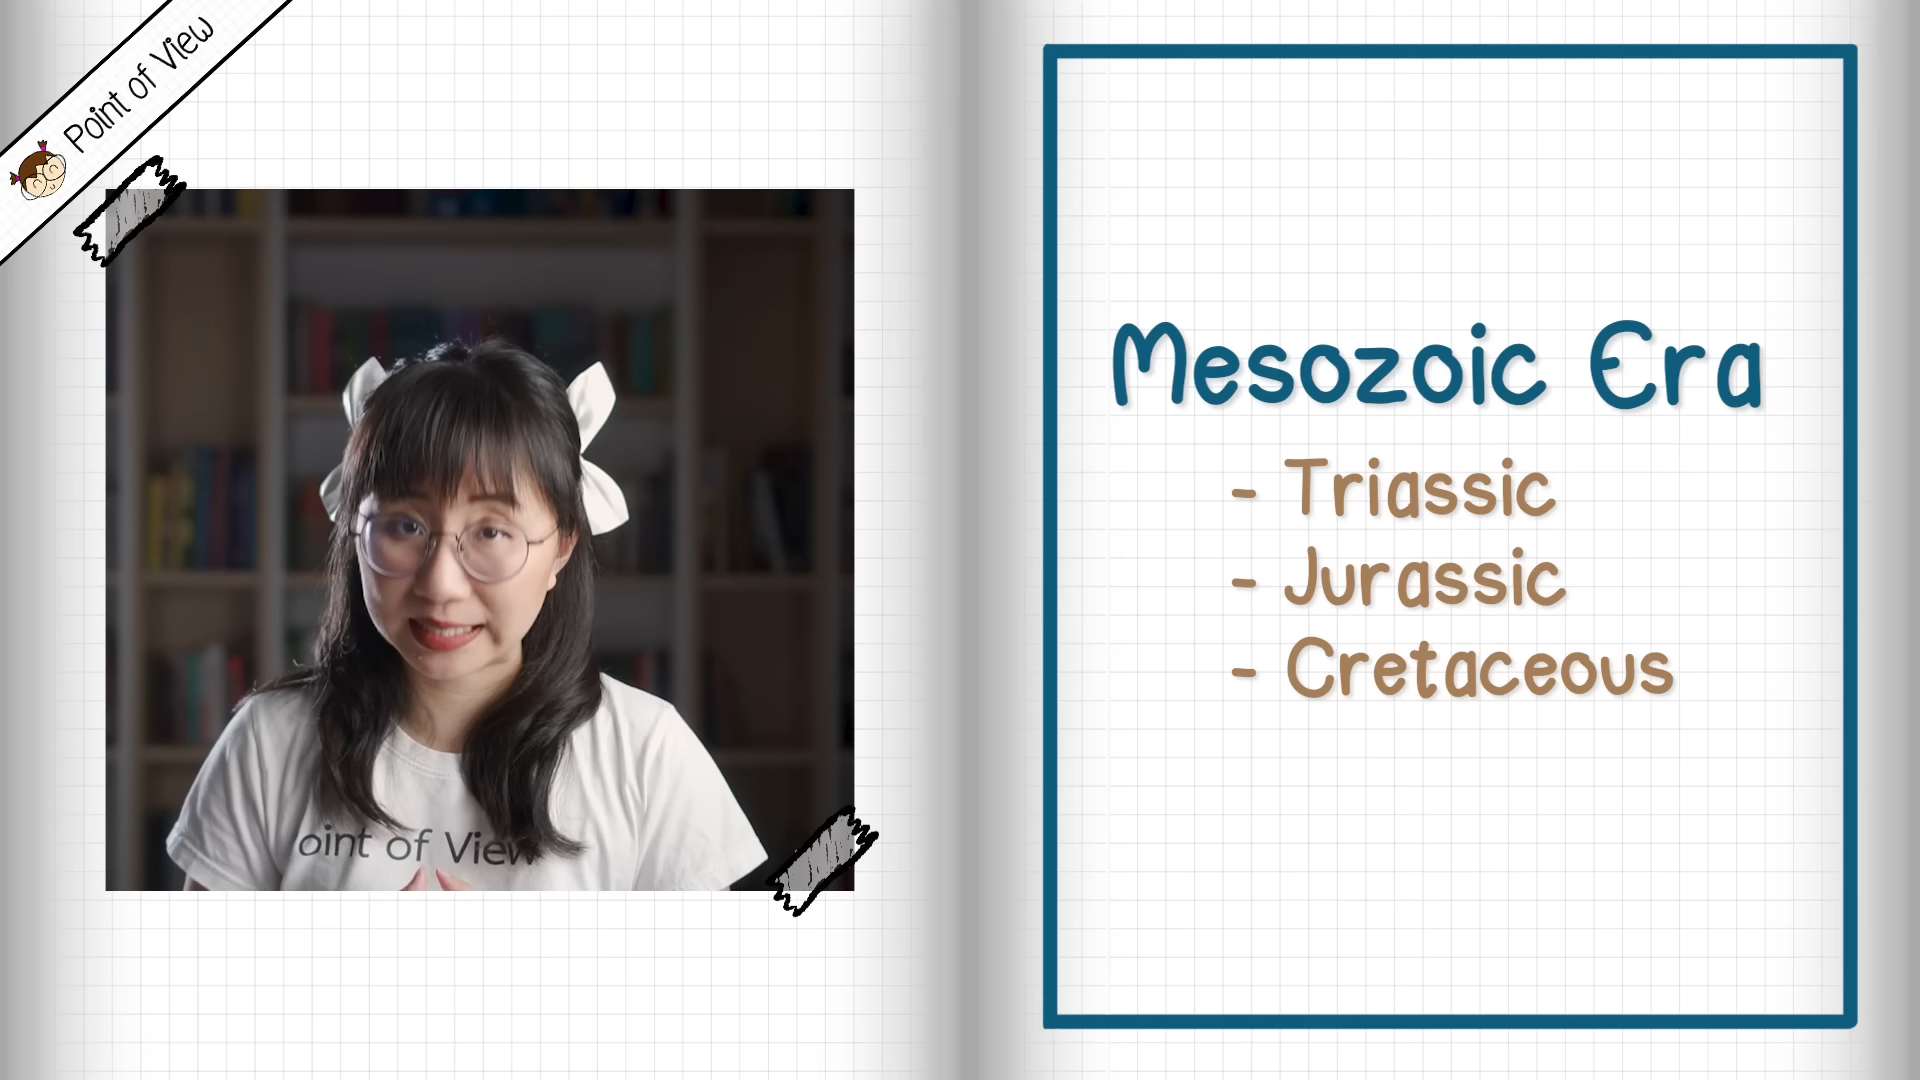 Point of View
oint of View
Mesozoic Era
- Triassic
- Jurassic
- Cretaceous